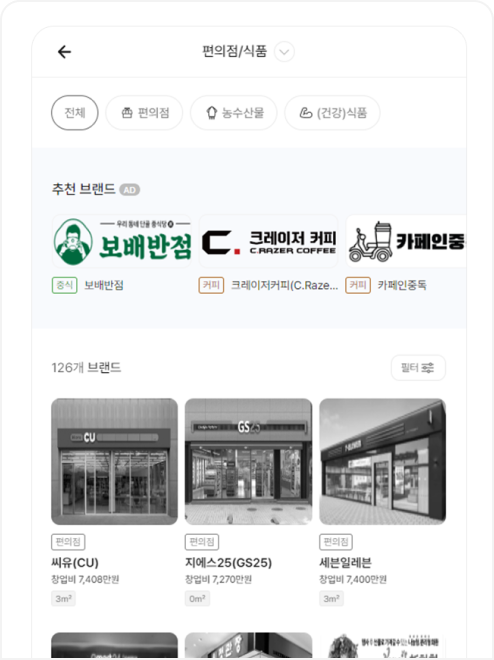 편의점/식품
전체
편의점
농수산물
(건강)식품
추천 브랜드 AD
우리 동네 단골 중식당
보배반점
크레이저 커피
C.RAZER COFFEE
카페인중
중식 보배반점
커피 크레이저커피(C.Raze...
커피 카페인중독
126개 브랜드
필터
CU
GS25
7-ELEVEN
편의점
씨유(CU)
창업비 7,408만원
3m²
편의점
지에스25(GS25)
창업비 7,270만원
0m²
편의점
세븐일레븐
창업비 7,400만원
3m²